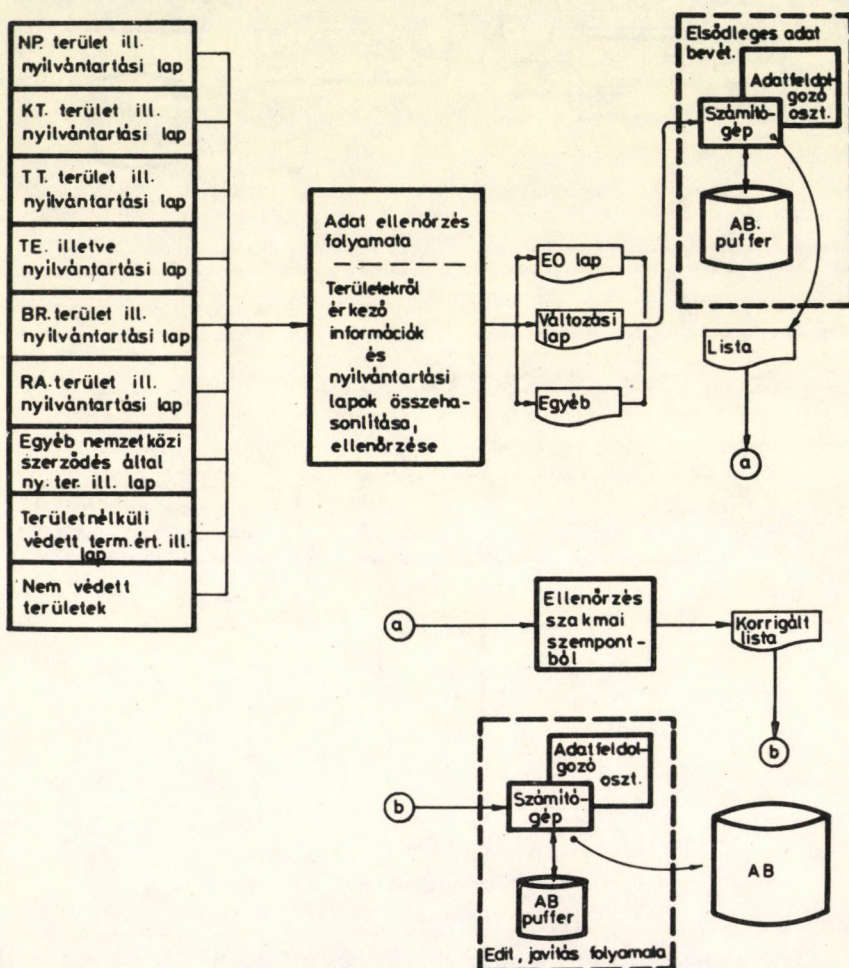 NP. terület ill.
nyilvántartási lap
KT. terület ill.
nyilvántartási lap
TT. terület ill.
nyilvántartási lap
TE. illetve
nyilvántartási lap
BR. terület ill.
nyilvántartási lap
RA. terület ill.
nyilvántartási lap
Egyéb nemzetközi
szerződés által
ny. ter. ill. lap
Területnélküli
védett term. ért. ill.
lap
Nem védett
területek
Adat ellenőrzés
folyamata
Területekről
érkező
információk
és
nyilvántartási
lapok összeha-
sonlítása,
ellenőrzése
EO lap
Változási
lap
Egyéb
Elsődleges adat
bevét.
Adatfeldol-
gozó
oszt.
Számító-
gép
AB.
puffer
Lista
a
a
Ellenőrzés
szakmai
szempont-
ból
Korrigált
lista
b
b
Adatfeldol-
gozó
oszt.
Számító-
gép
AB
puffer
Edit, javítás folyamata
AB